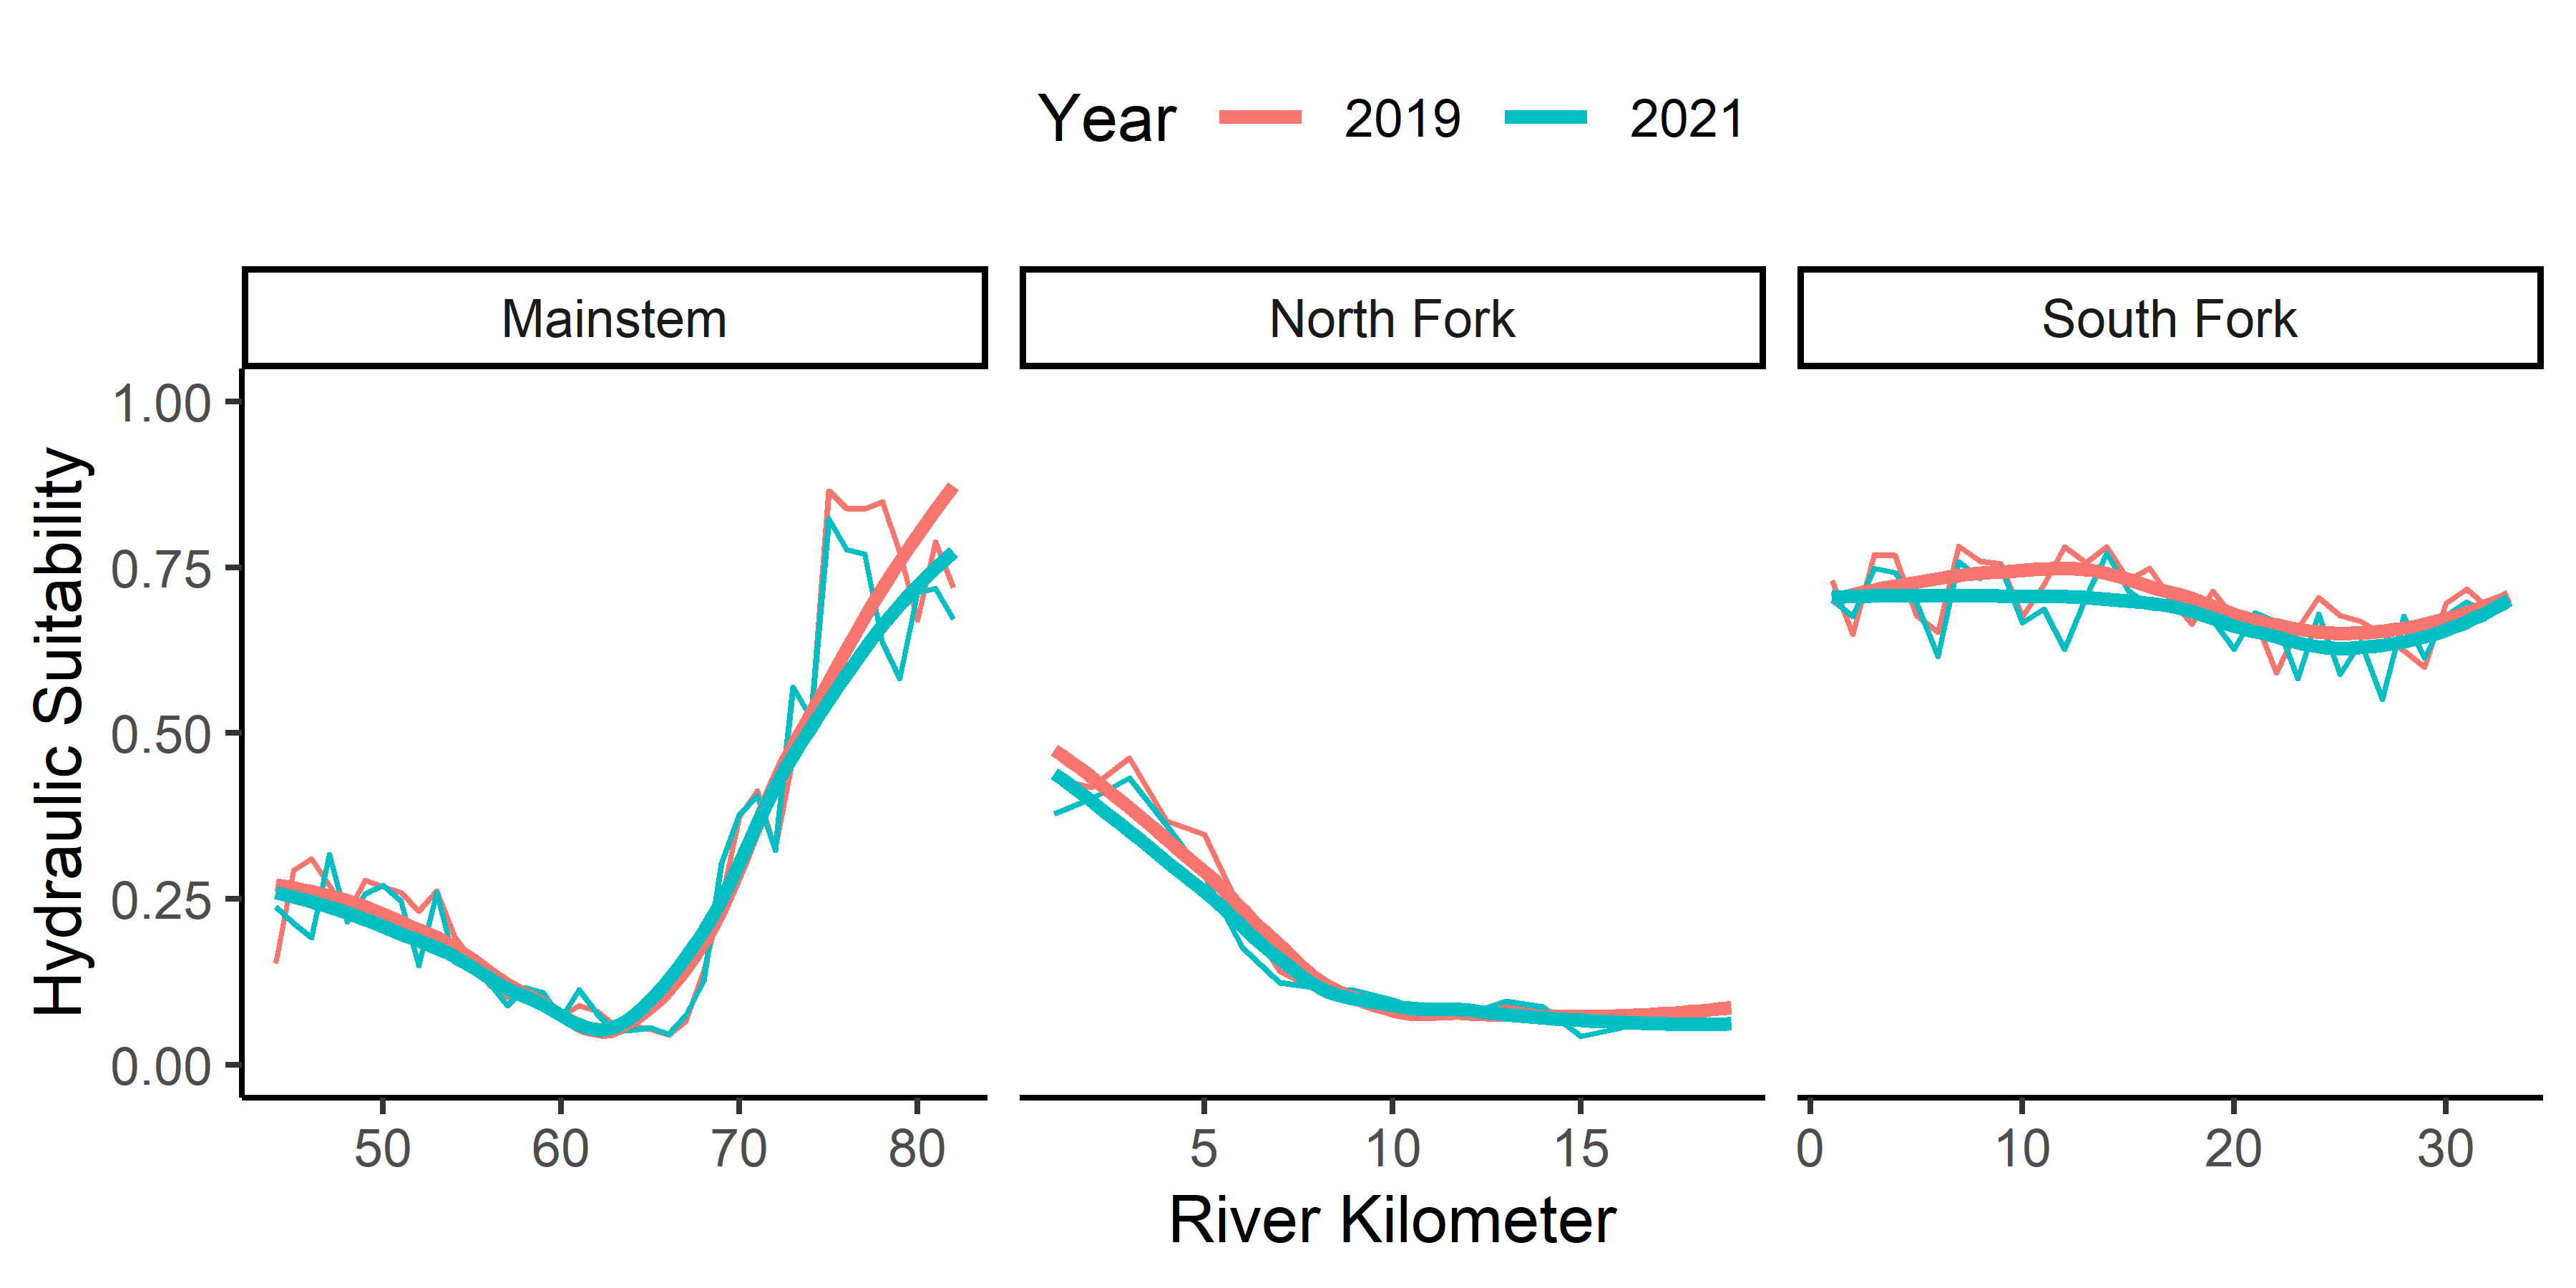 Year 2019 2021
Mainstem North Fork South Fork
1.00
0.75
0.50
0.25
0.00
Hydraulic Suitability
50 60 70 80 5 10 15 0 10 20 30
River Kilometer